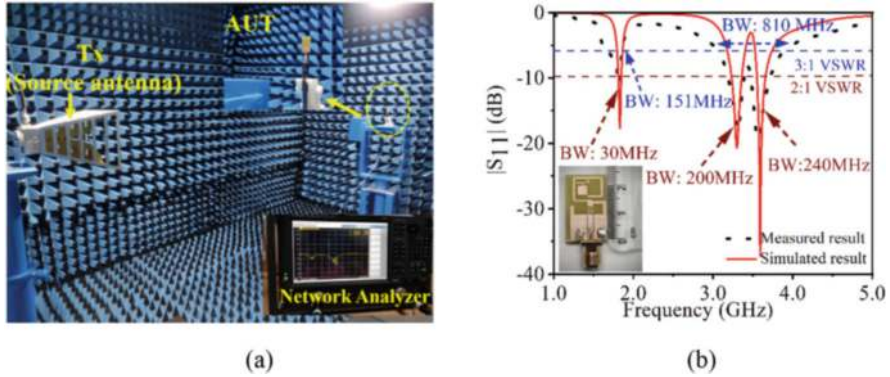 AUT
Tx
(Source antenna)
Network Analyzer
(a)
0
-10
-20
-30
-40
|S11| (dB)
BW: 810 MHz
3:1 VSWR
2:1 VSWR
BW: 151MHz
BW: 30MHz
BW: 200MHz
BW:240MHz
Measured result
Simulated result
1.0
2.0
3.0
4.0
5.0
Frequency (GHz)
(b)